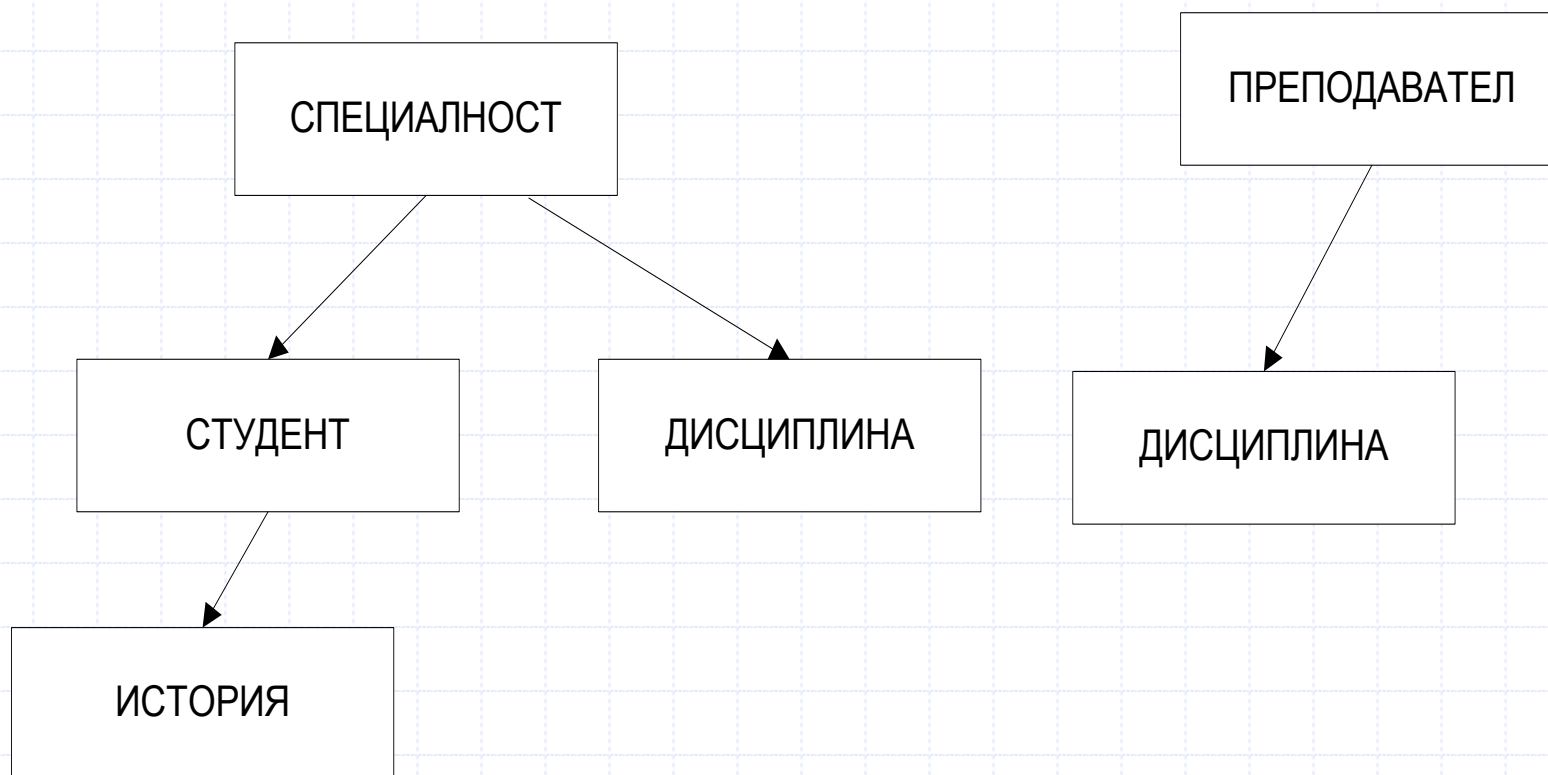 СПЕЦИАЛНОСТ
ПРЕПОДАВАТЕЛ
СТУДЕНТ
ДИСЦИПЛИНА
ДИСЦИПЛИНА
ИСТОРИЯ